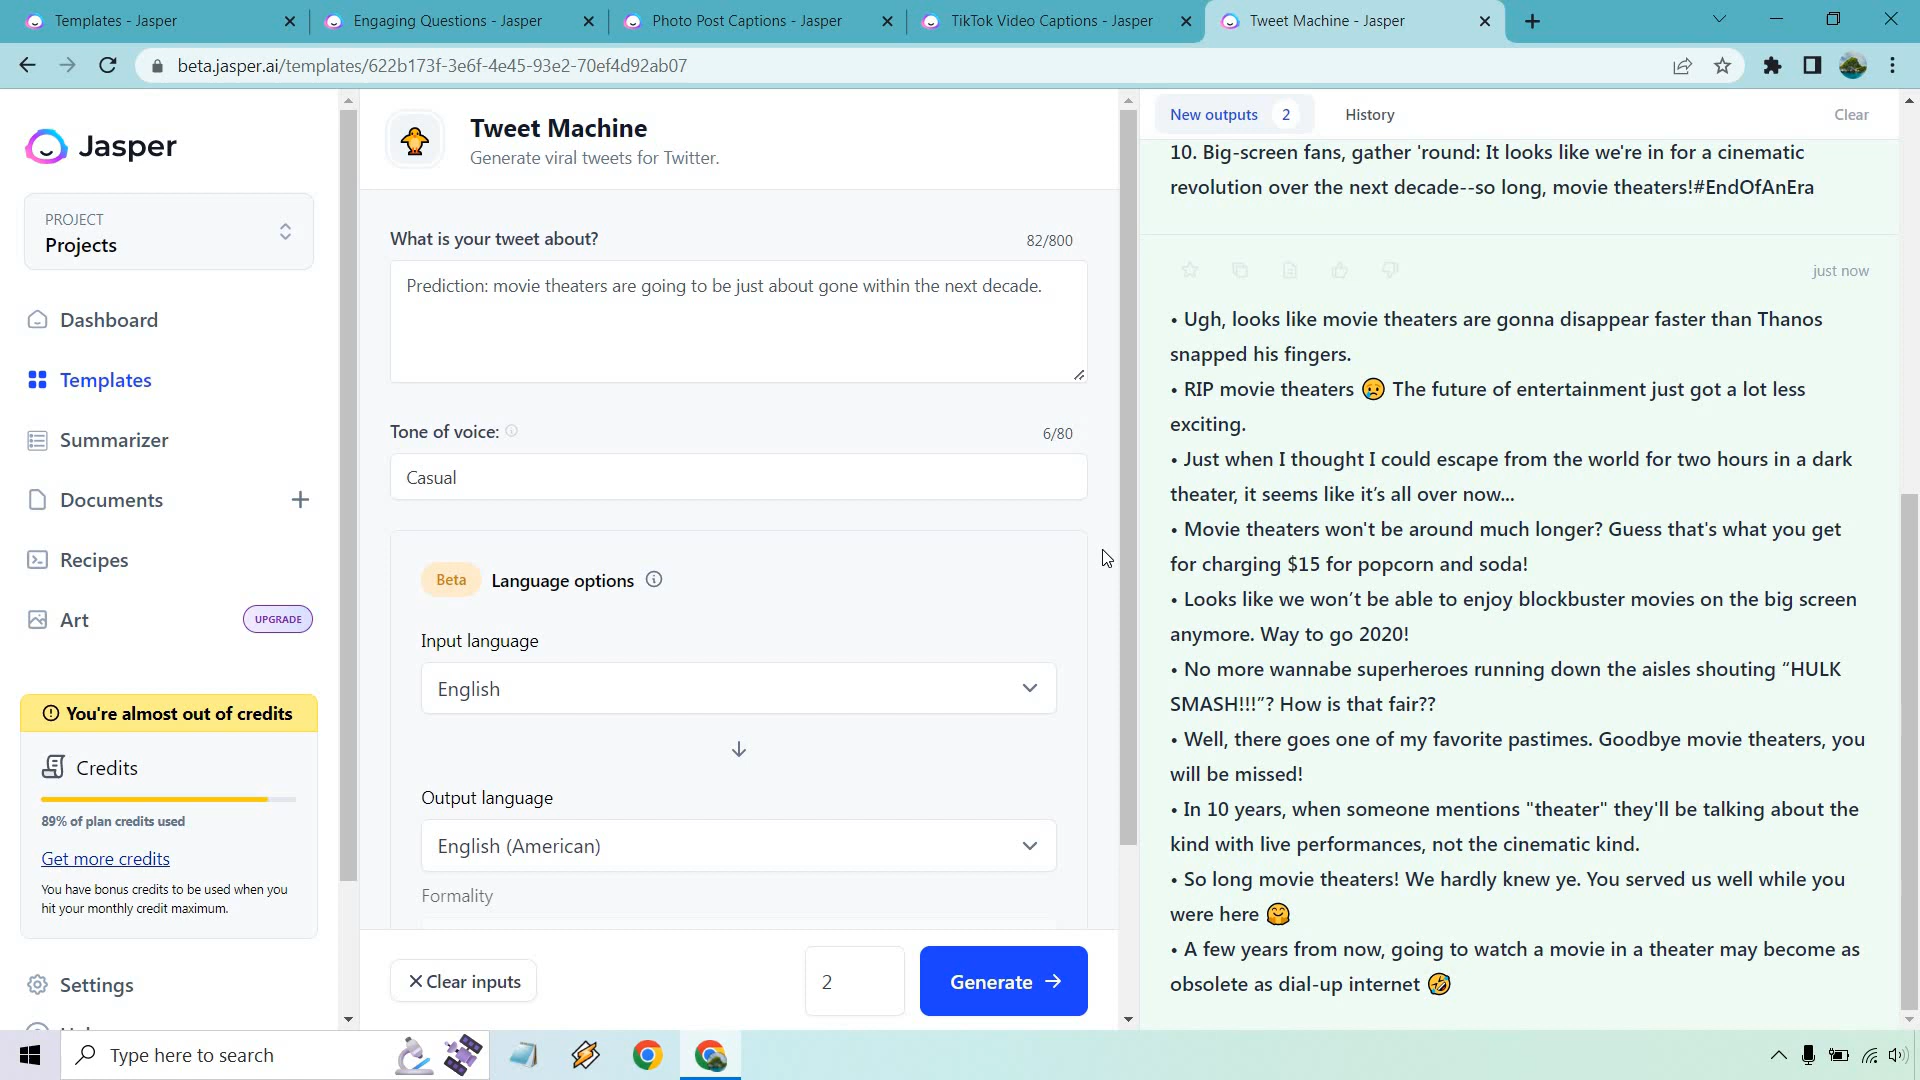 Templates - Jasper
Engaging Questions - Jasper
Photo Post Captions - Jasper
TikTok Video Captions - Jasper
Tweet Machine - Jasper
beta.jasper.ai/templates/622b173f-3e6f-4e45-93e2-70ef4d92ab07
Jasper
PROJECT
Projects
Dashboard
Templates
Summarizer
Documents
Recipes
Art
UPGRADE
You're almost out of credits
Credits
89% of plan credits used
Get more credits
You have bonus credits to be used when you
hit your monthly credit maximum.
Settings
Tweet Machine
Generate viral tweets for Twitter.
What is your tweet about?
82/800
Prediction: movie theaters are going to be just about gone within the next decade.
Tone of voice:
6/80
Casual
Beta
Language options
Input language
English
Output language
English (American)
Formality
Clear inputs
2
Generate
New outputs 2
History
Clear
10. Big-screen fans, gather 'round: It looks like we're in for a cinematic
revolution over the next decade--so long, movie theaters!#EndOfAnEra
just now
• Ugh, looks like movie theaters are gonna disappear faster than Thanos
snapped his fingers.
• RIP movie theaters 😥 The future of entertainment just got a lot less
exciting.
• Just when I thought I could escape from the world for two hours in a dark
theater, it seems like it’s all over now...
• Movie theaters won't be around much longer? Guess that's what you get
for charging $15 for popcorn and soda!
• Looks like we won’t be able to enjoy blockbuster movies on the big screen
anymore. Way to go 2020!
• No more wannabe superheroes running down the aisles shouting “HULK
SMASH!!!”? How is that fair??
• Well, there goes one of my favorite pastimes. Goodbye movie theaters, you
will be missed!
• In 10 years, when someone mentions "theater" they'll be talking about the
kind with live performances, not the cinematic kind.
• So long movie theaters! We hardly knew ye. You served us well while you
were here 🤗
• A few years from now, going to watch a movie in a theater may become as
obsolete as dial-up internet 🤣
Type here to search